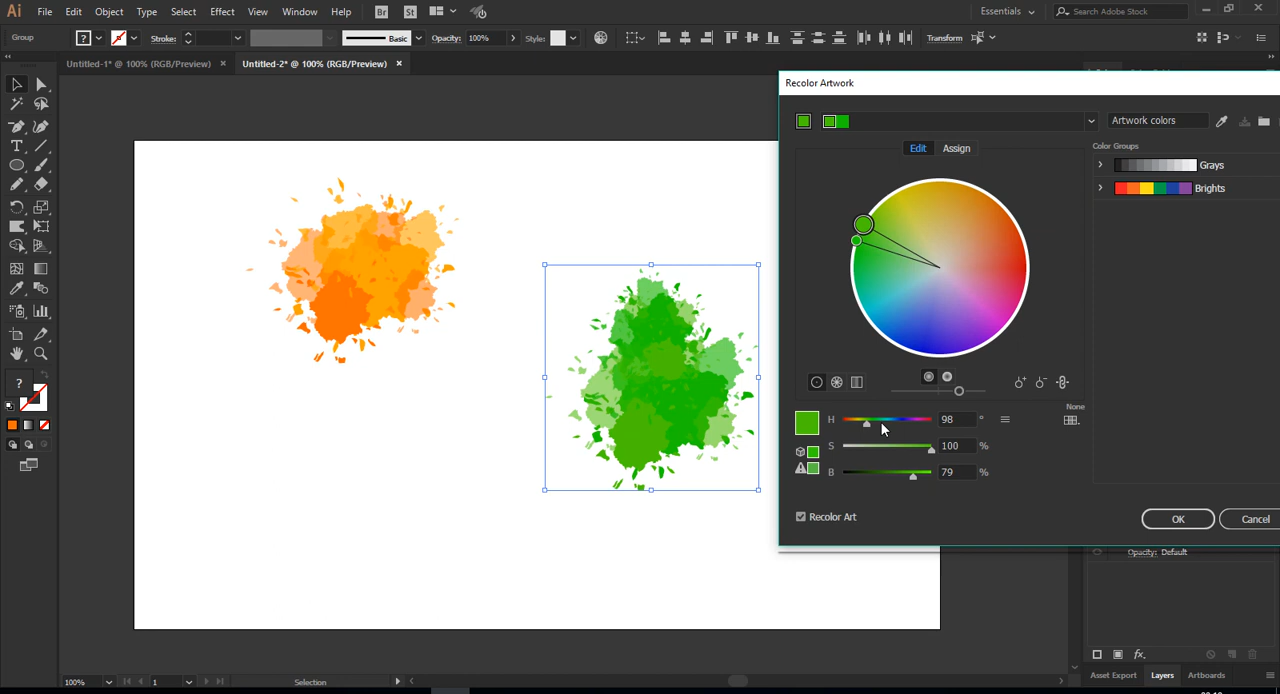 Ai File Edit Object Type Select Effect View Window Help Br St Essentials Search Adobe Stock
Group ? Stroke: Basic Opacity: 100% Style: Transform
Untitled-1* @ 100% (RGB/Preview) × Untitled-2* @ 100% (RGB/Preview) ×
Recolor Artwork
Artwork colors
Edit Assign
Color Groups
Grays
Brights
?
None
H 98 °
S 100 %
B 79 %
Recolor Art
OK Cancel
Opacity: Default
fx
Asset Export Layers Artboards
100% 1 Selection